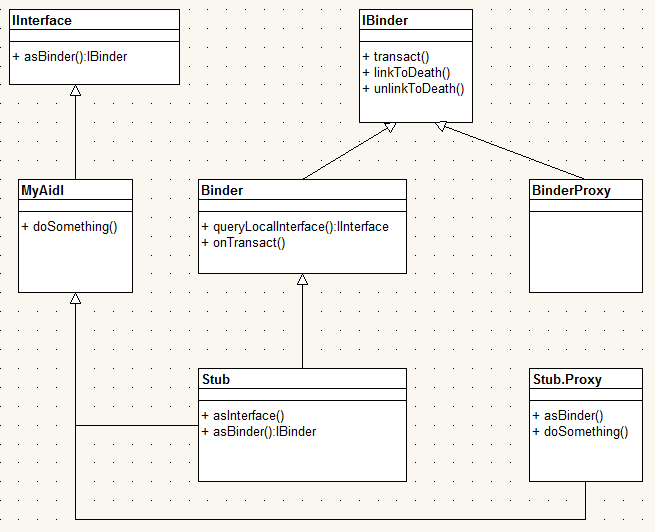 IInterface
+ asBinder():IBinder
IBinder
+ transact()
+ linkToDeath()
+ unlinkToDeath()
MyAidl
+ doSomething()
Binder
+ queryLocalInterface():IInterface
+ onTransact()
BinderProxy
Stub
+ asInterface()
+ asBinder():IBinder
Stub.Proxy
+ asBinder()
+ doSomething()